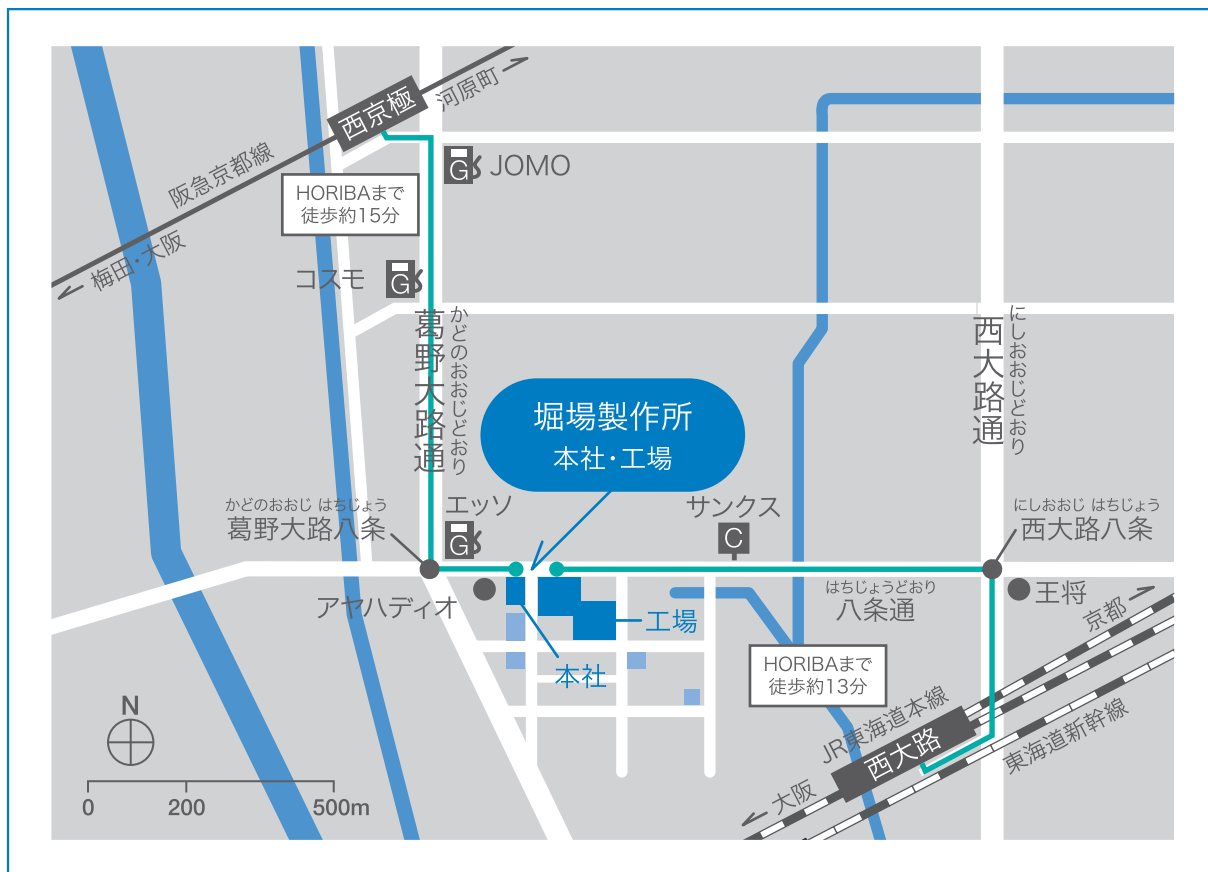 西京極
河原町
阪急京都線
梅田・大阪
G JOMO
HORIBAまで
徒歩約15分
コスモ G
かどのおおじどおり
葛野大路通
にしおおじどおり
西大路通
堀場製作所
本社・工場
エッソ
G
サンクス
C
かどのおおじ はちじょう
葛野大路八条
にしおおじ はちじょう
西大路八条
アヤハディオ
はちじょうどおり
八条通
王将
工場
本社
京都
HORIBAまで
徒歩約13分
JR東海道本線
西大路
東海道新幹線
大阪
N
0 200 500m